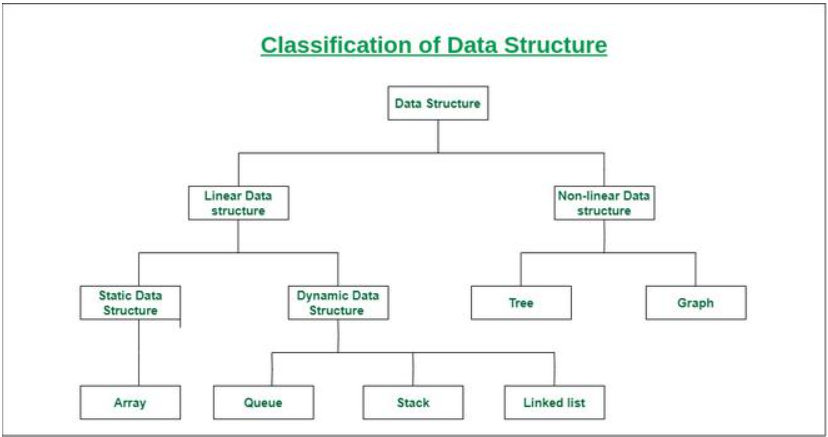 Classification of Data Structure
Data Structure
Linear Data
structure
Non-linear Data
structure
Static Data
Structure
Dynamic Data
Structure
Tree
Graph
Array
Queue
Stack
Linked list